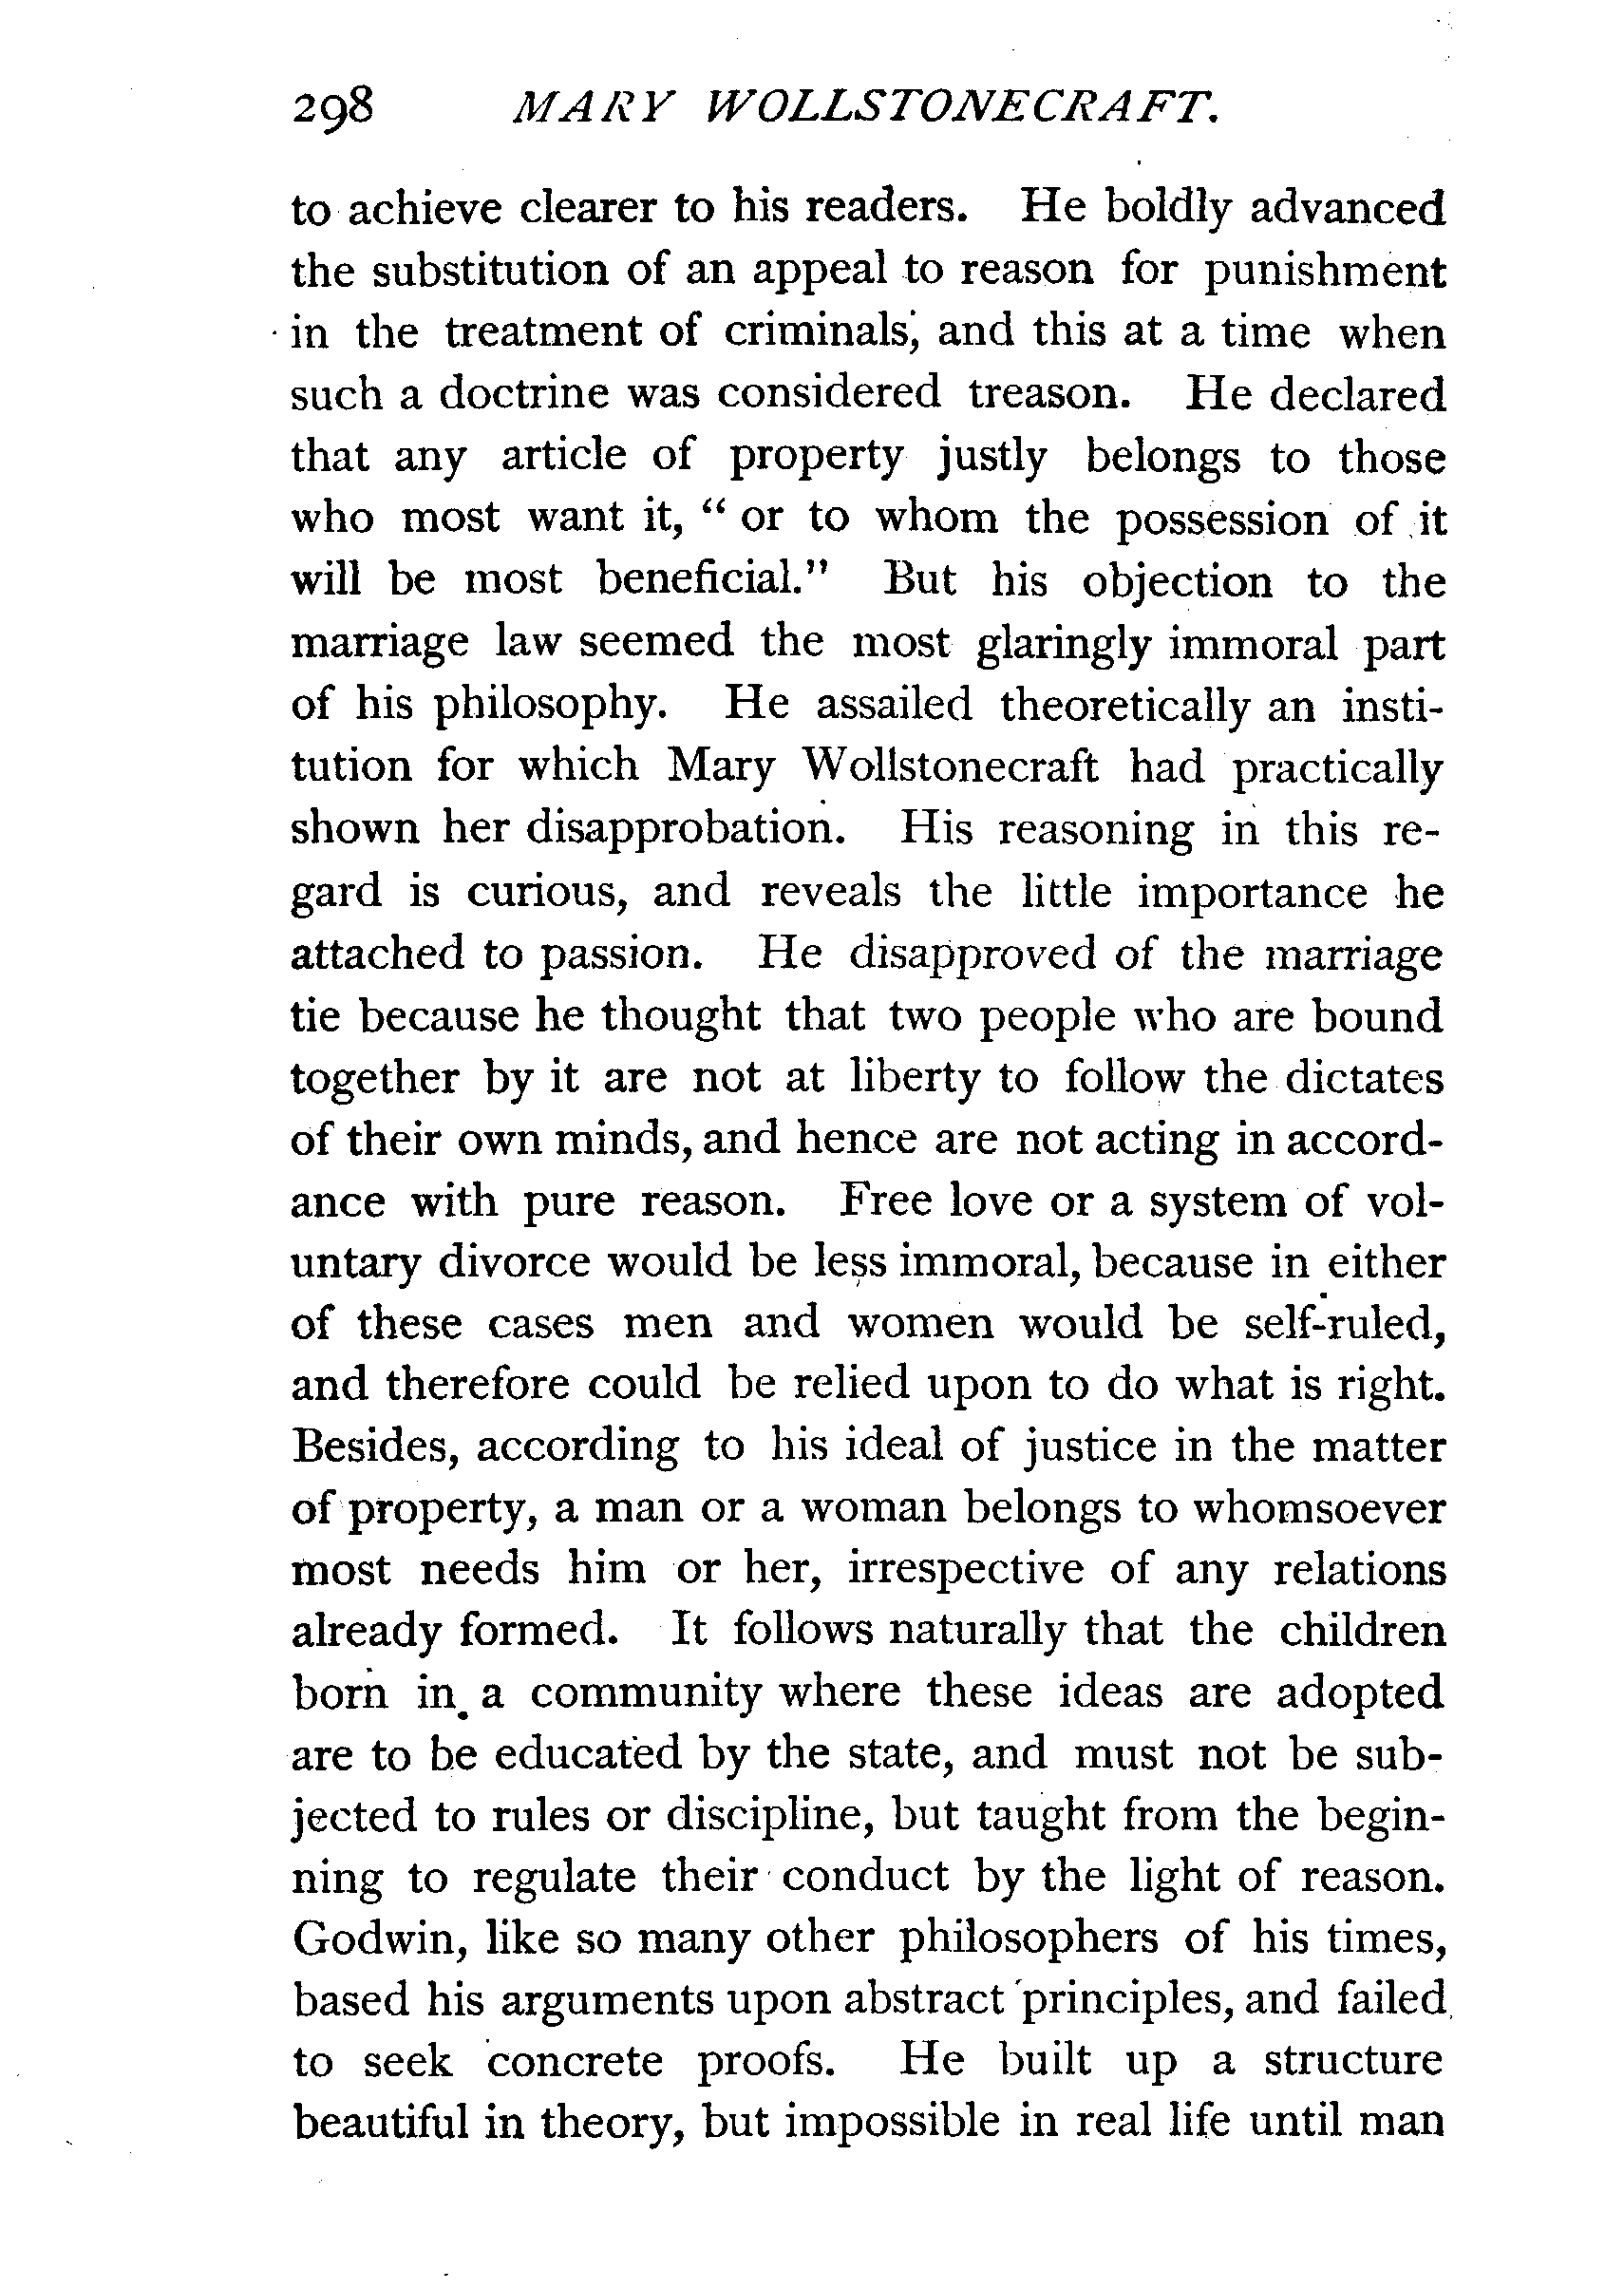 298 MARY WOLLSTONECRAFT.
to achieve clearer to his readers. He boldly advanced
the substitution of an appeal to reason for punishment
in the treatment of criminals, and this at a time when
such a doctrine was considered treason. He declared
that any article of property justly belongs to those
who most want it, “ or to whom the possession of it
will be most beneficial.” But his objection to the
marriage law seemed the most glaringly immoral part
of his philosophy. He assailed theoretically an insti-
tution for which Mary Wollstonecraft had practically
shown her disapprobation. His reasoning in this re-
gard is curious, and reveals the little importance he
attached to passion. He disapproved of the marriage
tie because he thought that two people who are bound
together by it are not at liberty to follow the dictates
of their own minds, and hence are not acting in accord-
ance with pure reason. Free love or a system of vol-
untary divorce would be less immoral, because in either
of these cases men and women would be self-ruled,
and therefore could be relied upon to do what is right.
Besides, according to his ideal of justice in the matter
of property, a man or a woman belongs to whomsoever
most needs him or her, irrespective of any relations
already formed. It follows naturally that the children
born in a community where these ideas are adopted
are to be educated by the state, and must not be sub-
jected to rules or discipline, but taught from the begin-
ning to regulate their conduct by the light of reason.
Godwin, like so many other philosophers of his times,
based his arguments upon abstract principles, and failed
to seek concrete proofs. He built up a structure
beautiful in theory, but impossible in real life until man